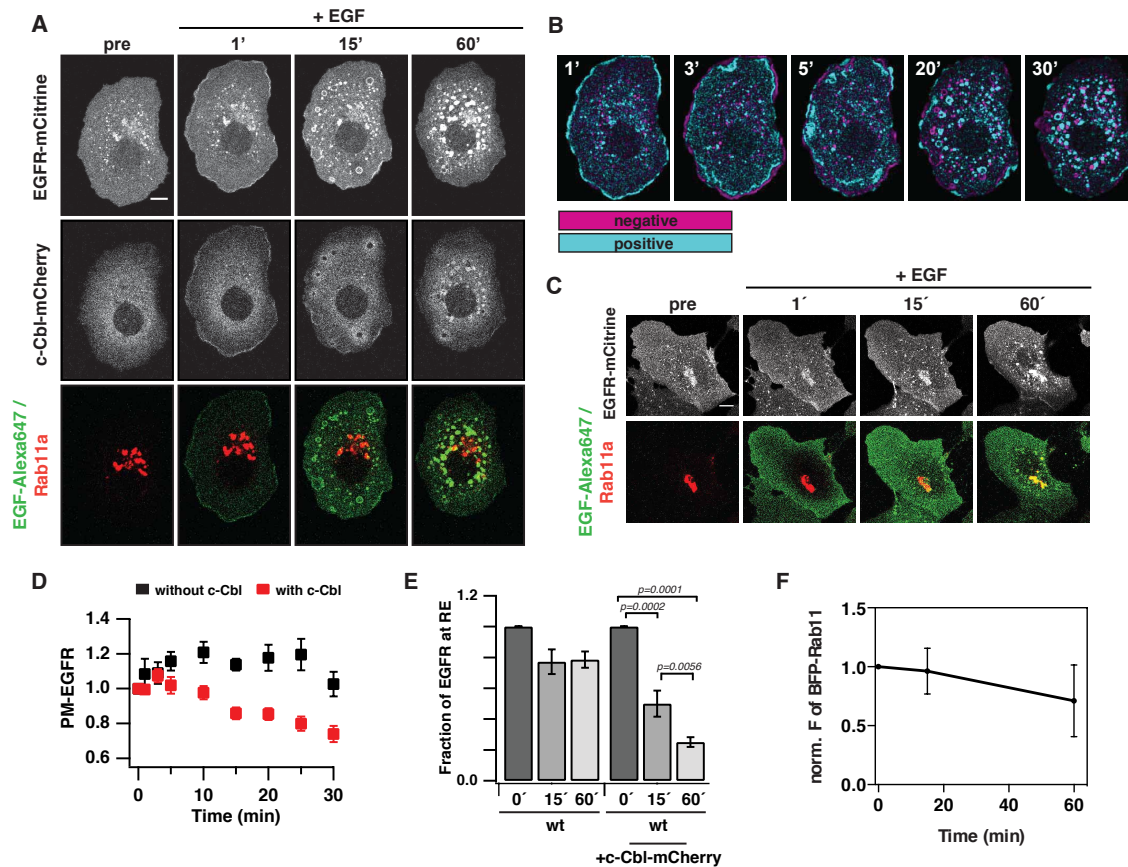 A
+ EGF
pre
1'
15'
60'
EGFR-mCitrine
c-Cbl-mCherry
EGF-Alexa647 /
Rab11a
B
1'
3'
5'
20'
30'
negative
positive
C
+ EGF
pre
1´
15´
60´
EGFR-mCitrine
EGF-Alexa647 /
Rab11a
D
without c-Cbl
with c-Cbl
PM-EGFR
1.4
1.2
1.0
0.8
0.6
0
10
20
30
Time (min)
E
Fraction of EGFR at RE
1.2
0.0
p=0.0001
p=0.0002
p=0.0056
0´
15´
60´
0´
15´
60´
wt
wt
+c-Cbl-mCherry
F
norm. F of BFP-Rab11
1.5
1.0
0.5
0.0
0
20
40
60
Time (min)